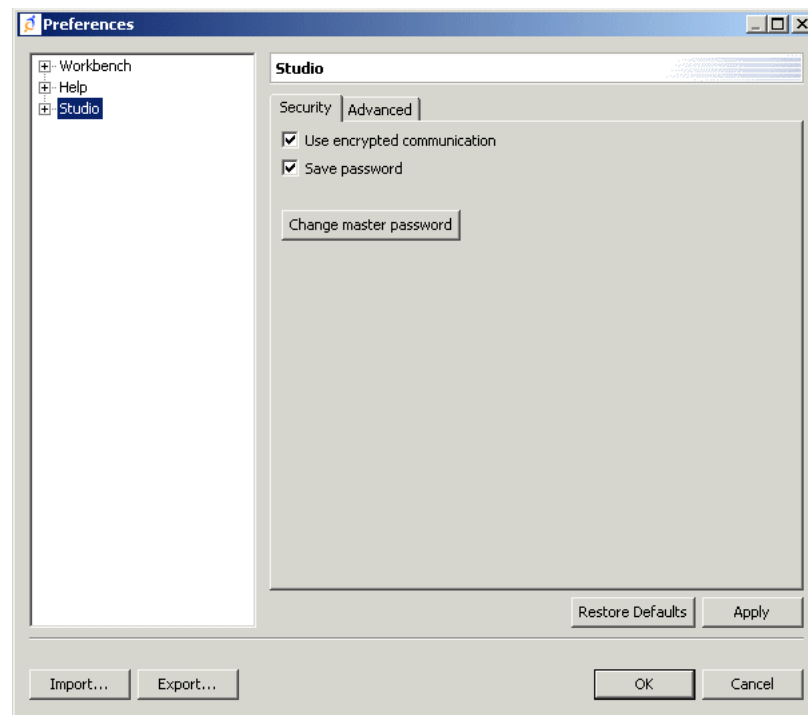 Preferences
Workbench
Help
Studio
Studio
Security Advanced
Use encrypted communication
Save password
Change master password
Restore Defaults Apply
Import... Export... OK Cancel